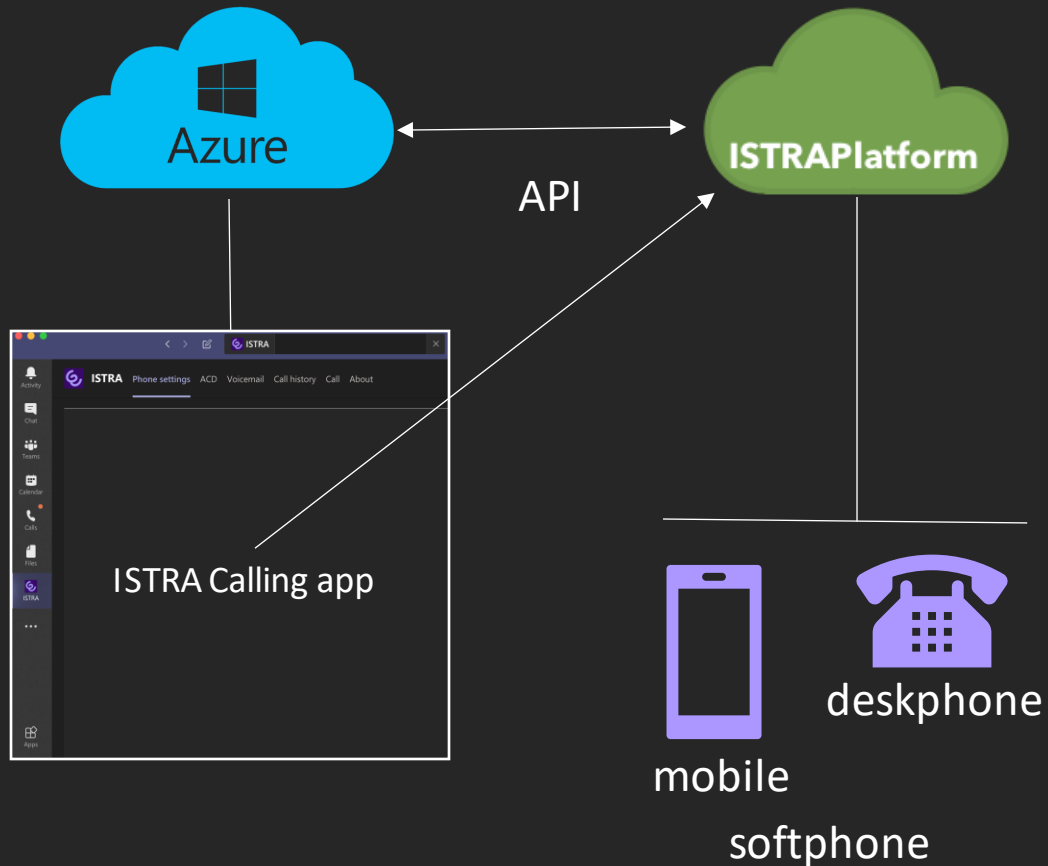 Azure
ISTRAPlatform
API
ISTRA
ISTRA
Phone settings
ACD
Voicemail
Call history
Call
About
Activity
Chat
Teams
Calendar
Calls
Files
ISTRA
Apps
ISTRA Calling app
deskphone
mobile
softphone